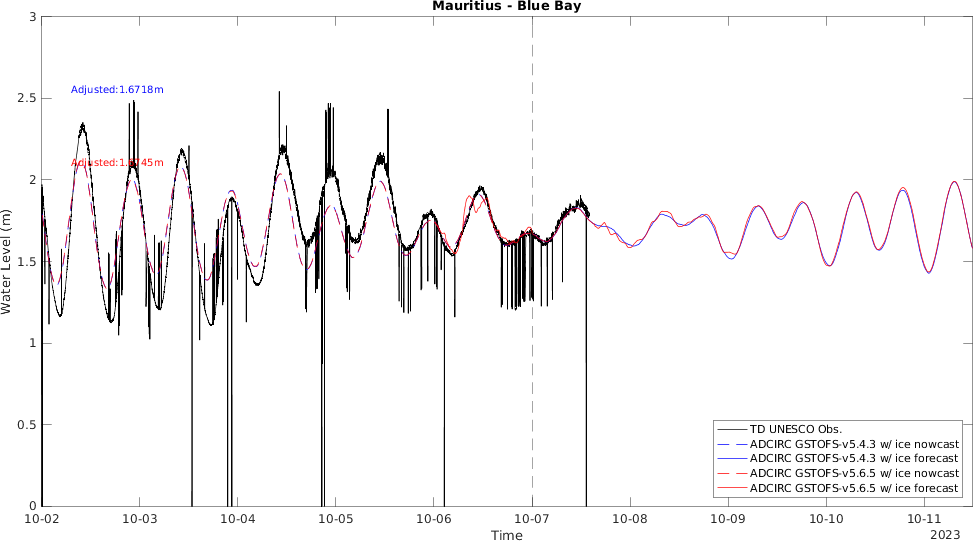 Mauritius - Blue Bay
Water Level (m)
3
2.5
2
1.5
1
0.5
0
Adjusted:1.6718m
10-02
10-03
10-04
10-05
10-06
10-07
10-08
10-09
10-10
10-11
Time
2023
TD UNESCO Obs.
ADCIRC GSTOFS-v5.4.3 w/ ice nowcast
ADCIRC GSTOFS-v5.4.3 w/ ice forecast
ADCIRC GSTOFS-v5.6.5 w/ ice nowcast
ADCIRC GSTOFS-v5.6.5 w/ ice forecast